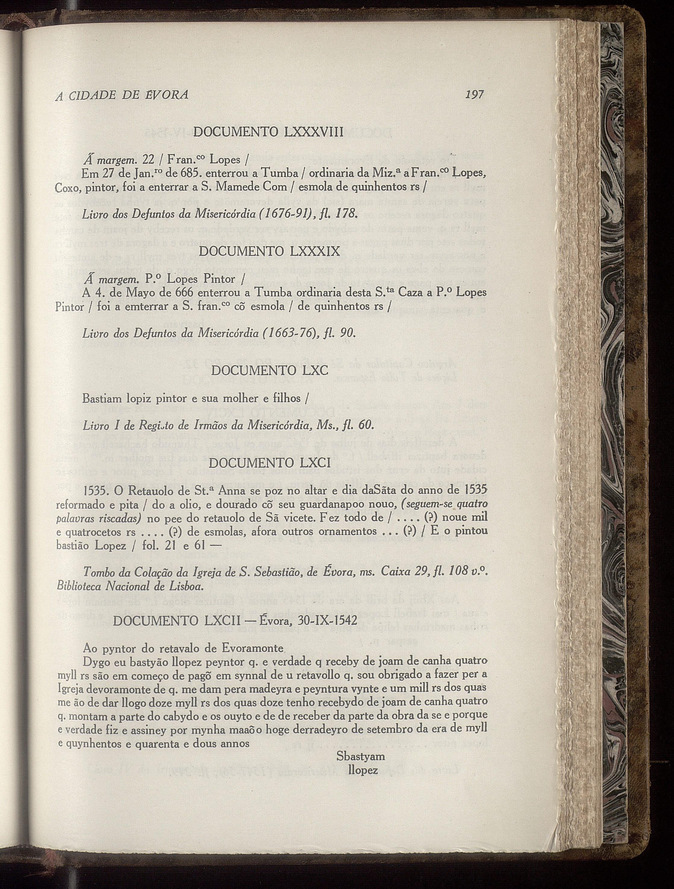 A CIDADE DE ÉVORA 197
DOCUMENTO LXXXVIII
Á margem. 22 / Fran.ᶜᵒ Lopes /
Em 27 de Jan.ʳᵒ de 685. enterrou a Tumba / ordinaria da Miz.ª a Fran.ᶜᵒ Lopes,
Coxo, pintor, foi a enterrar a S. Mamede Com / esmola de quinhentos rs /
Livro dos Defuntos da Misericórdia (1676-91), fl. 178.
DOCUMENTO LXXXIX
Á margem. P.º Lopes Pintor /
A 4. de Mayo de 666 enterrou a Tumba ordinaria desta S.ᵗᵃ Caza a P.º Lopes
Pintor / foi a emterrar a S. fran.ᶜᵒ cõ esmola / de quinhentos rs /
Livro dos Defuntos da Misericórdia (1663-76), fl. 90.
DOCUMENTO LXC
Bastiam lopiz pintor e sua molher e filhos /
Livro I de Regi.to de Irmãos da Misericórdia, Ms., fl. 60.
DOCUMENTO LXCI
1535. O Retauolo de St.ª Anna se poz no altar e dia daSãta do anno de 1535
reformado e pita / do a olio, e dourado cõ seu guardanapoo nouo, (seguem-se quatro
palavras riscadas) no pee do retauolo de Sã vicete. Fez todo de / .... (?) noue mil
e quatrocetos rs .... (?) de esmolas, afora outros ornamentos ... (?) / E o pintou
bastião Lopez / fol. 21 e 61 —
Tombo da Colação da Igreja de S. Sebastião, de Évora, ms. Caixa 29, fl. 108 v.º.
Biblioteca Nacional de Lisboa.
DOCUMENTO LXCII — Évora, 30-IX-1542
Ao pyntor do retavalo de Evoramonte
Dygo eu bastyão llopez peyntor q. e verdade q receby de joam de canha quatro
myll rs são em começo de pagõ em synnal de u retavollo q. sou obrigado a fazer per a
Igreja devoramonte de q. me dam pera madeyra e peyntura vynte e um mill rs dos quas
me ão de dar llogo doze myll rs dos quas doze tenho recebydo de joam de canha quatro
q. montam a parte do cabydo e os ouyto e de de receber da parte da obra da se e porque
e verdade fiz e assiney por mynha maaõo hoge derradeyro de setembro da era de myll
e quynhentos e quarenta e dous annos
Sbastyam
llopez